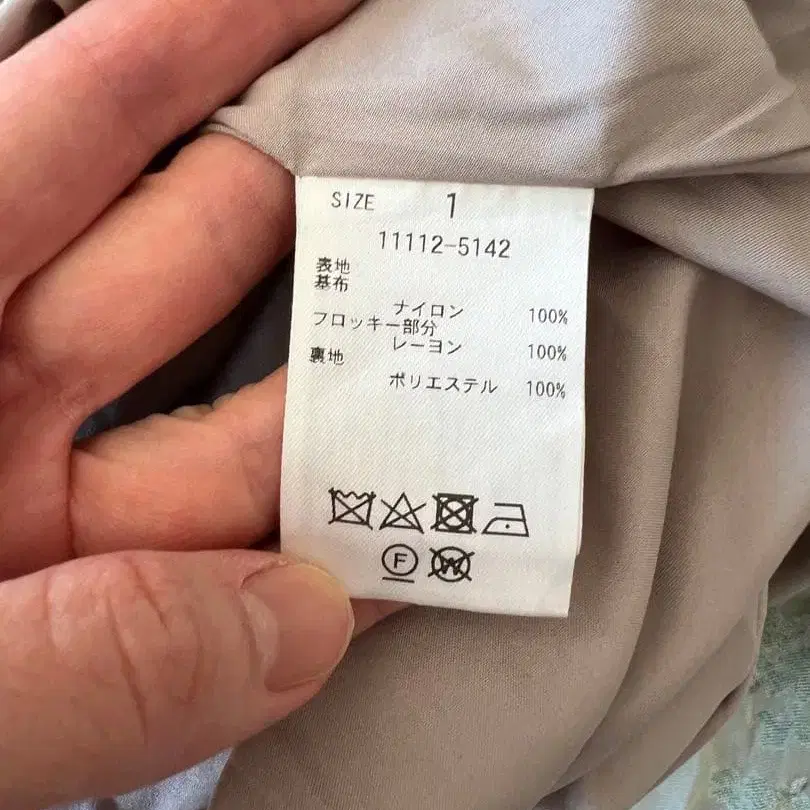 SIZE 1
11112-5142
表地
基布
ナイロン 100%
フロッキー部分
レーヨン 100%
裏地
ポリエステル 100%
F W